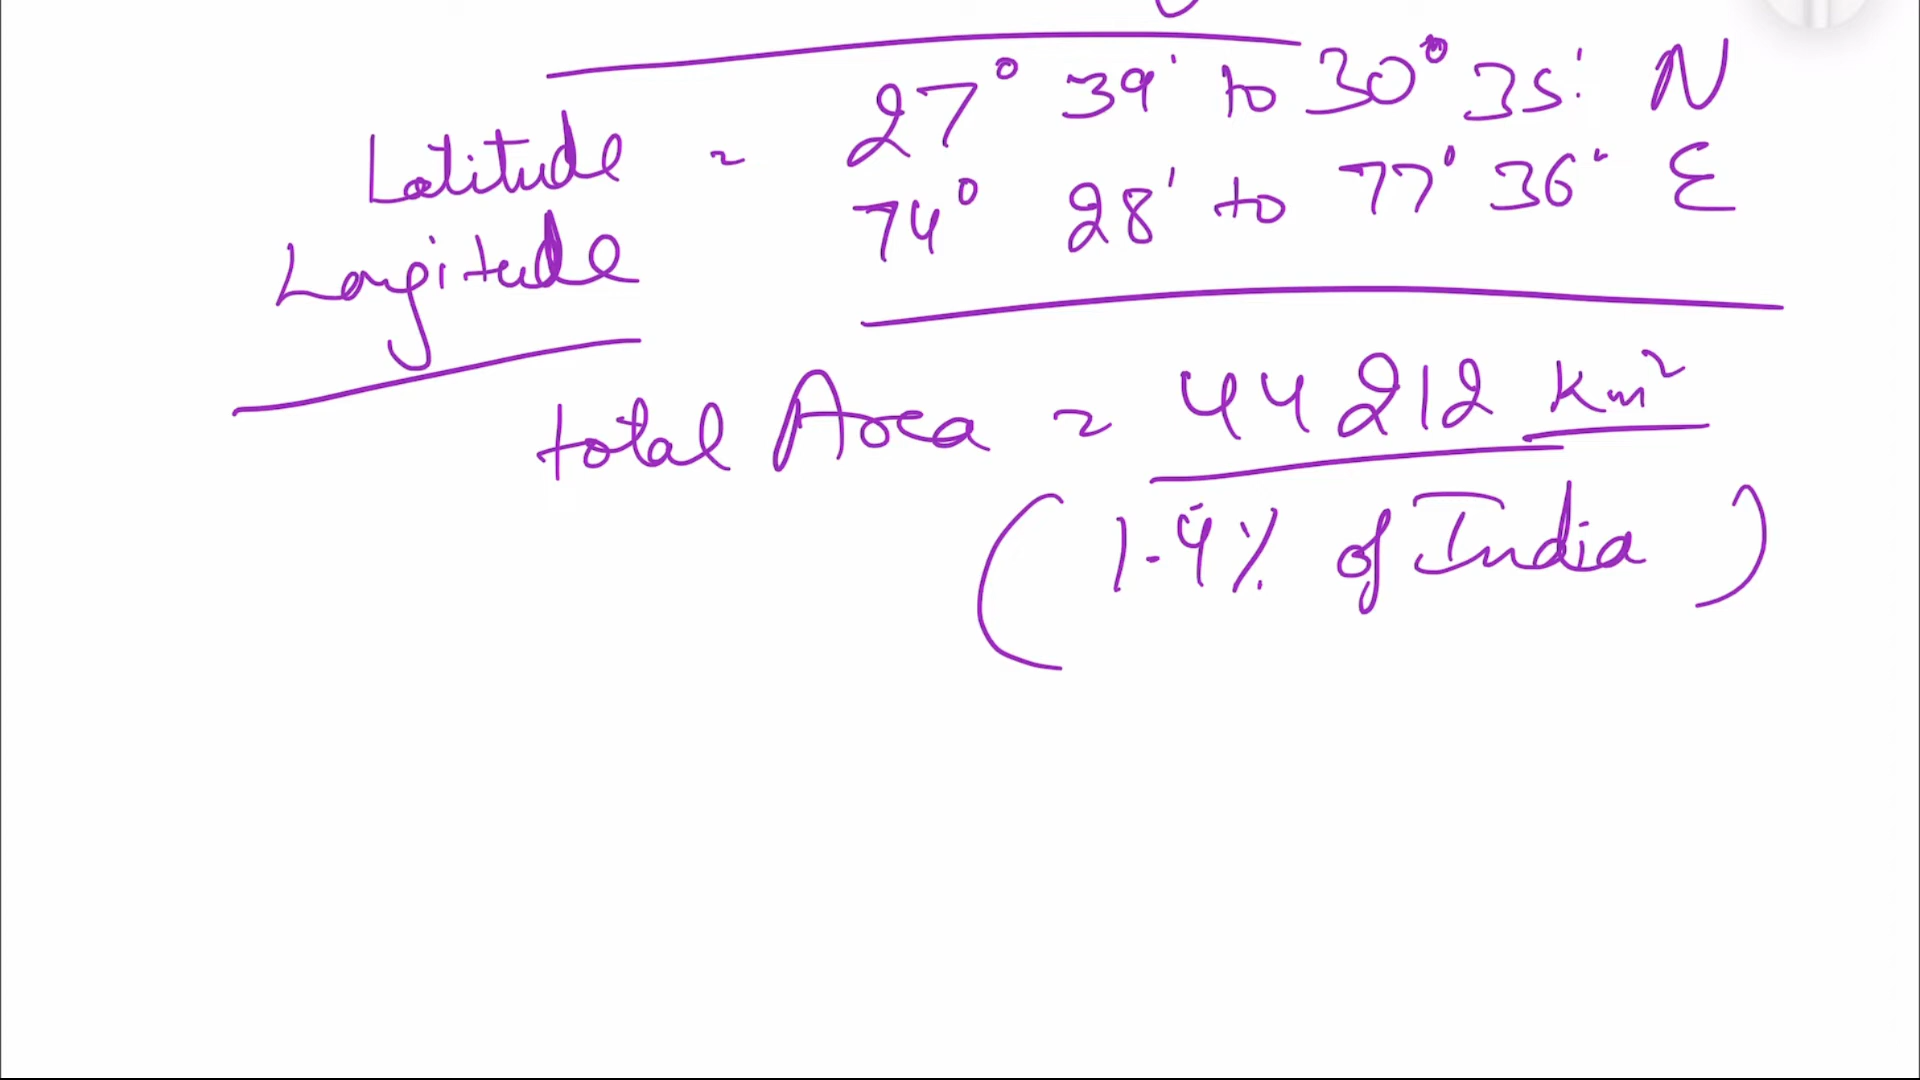 Latitude = 27° 39' to 30° 35' N
Longitude 74° 28' to 77° 36' E
total Area = 44212 km²
(1.4% of India)